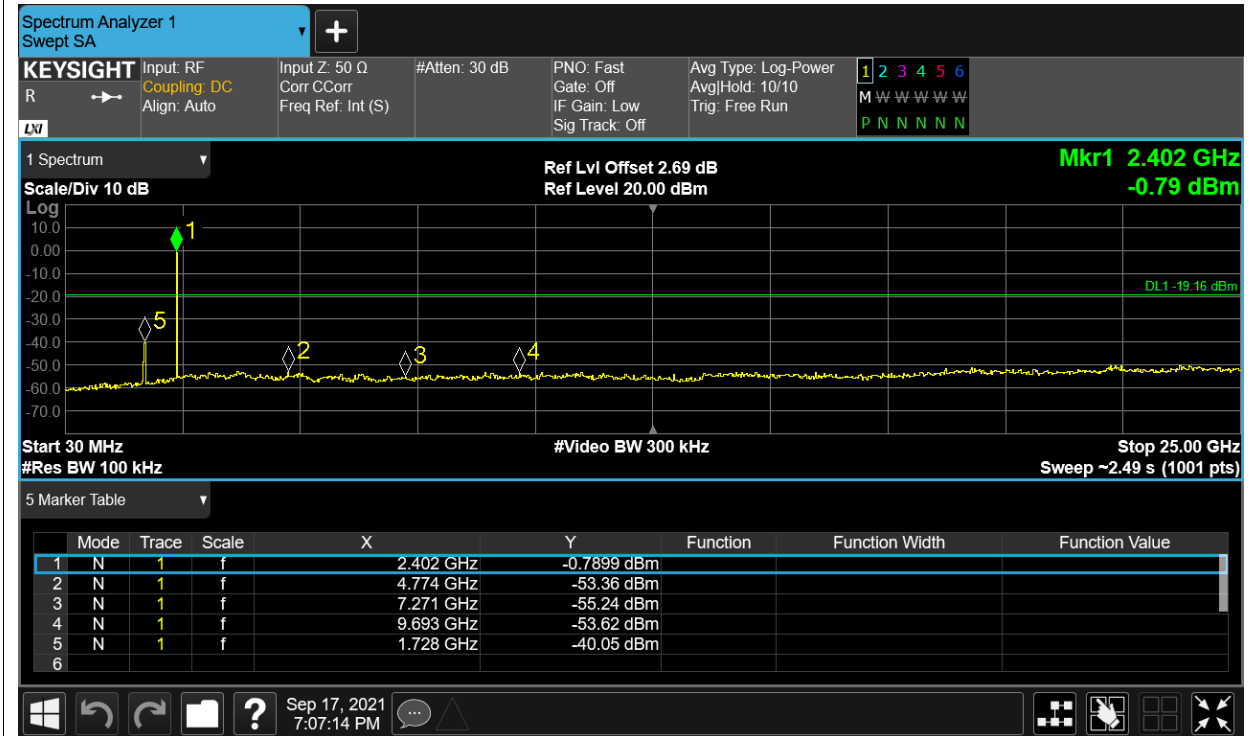 Spectrum Analyzer 1
Swept SA
+
KEYSIGHT Input: RF Input Z: 50 Ω #Atten: 30 dB PNO: Fast Avg Type: Log-Power 1 2 3 4 5 6
R Coupling: DC Corr CCorr Gate: Off Avg|Hold: 10/10 M W W W W W
Align: Auto Freq Ref: Int (S) IF Gain: Low Trig: Free Run
LXI Sig Track: Off P N N N N N
1 Spectrum Ref Lvl Offset 2.69 dB Mkr1 2.402 GHz
Scale/Div 10 dB Ref Level 20.00 dBm -0.79 dBm
Log
10.0 1
0.00
-10.0
-20.0 DL1 -19.16 dBm
-30.0 5
-40.0 2 3 4
-50.0
-60.0
-70.0
Start 30 MHz #Video BW 300 kHz Stop 25.00 GHz
#Res BW 100 kHz Sweep ~2.49 s (1001 pts)
5 Marker Table
Mode Trace Scale X Y Function Function Width Function Value
1 N 1 f 2.402 GHz -0.7899 dBm
2 N 1 f 4.774 GHz -53.36 dBm
3 N 1 f 7.271 GHz -55.24 dBm
4 N 1 f 9.693 GHz -53.62 dBm
5 N 1 f 1.728 GHz -40.05 dBm
6
? Sep 17, 2021
7:07:14 PM